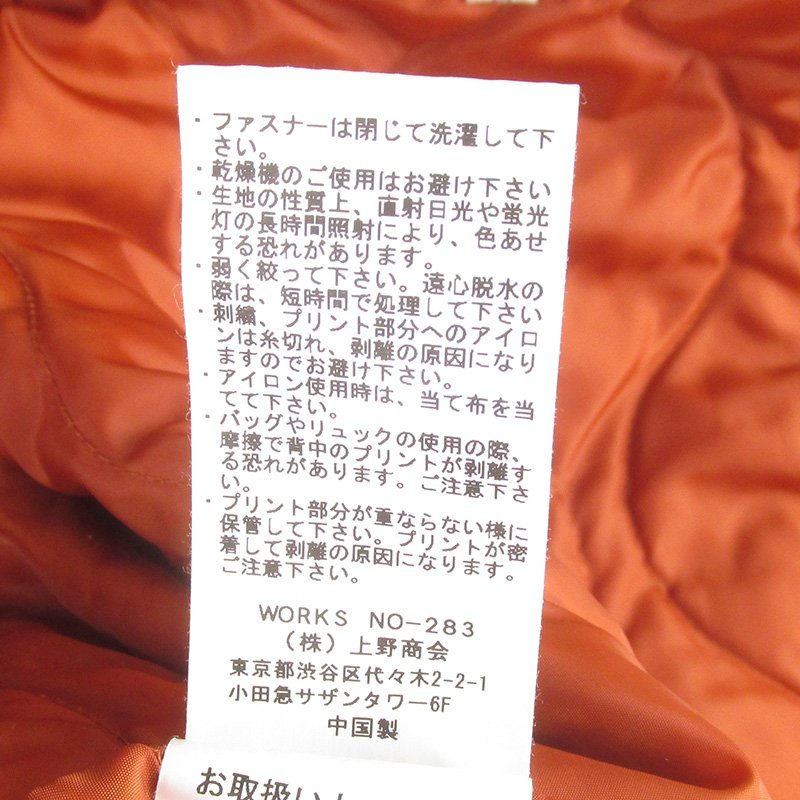 ・ファスナーは閉じて洗濯して下
さい。
・乾燥機のご使用はお避け下さい
・生地の性質上、直射日光や蛍光
灯の長時間照射により、色あせ
する恐れがあります。
・弱く絞って下さい。遠心脱水の
際は、短時間で処理して下さい
・刺繍、プリント部分へのアイロ
ンは糸切れ、剥離の原因になり
ますのでお避け下さい。
・アイロン使用時は、当て布を当
てて下さい。
・バッグやリュックの使用の際、
摩擦で背中のプリントが剥離す
る恐れがあります。ご注意下さ
い。
・プリント部分が重ならない様に
保管して下さい。プリントが密
着して剥離の原因になります。
ご注意下さい。
WORKS NO-283
(株)上野商会
東京都渋谷区代々木2-2-1
小田急サザンタワー6F
中国製
お取扱い